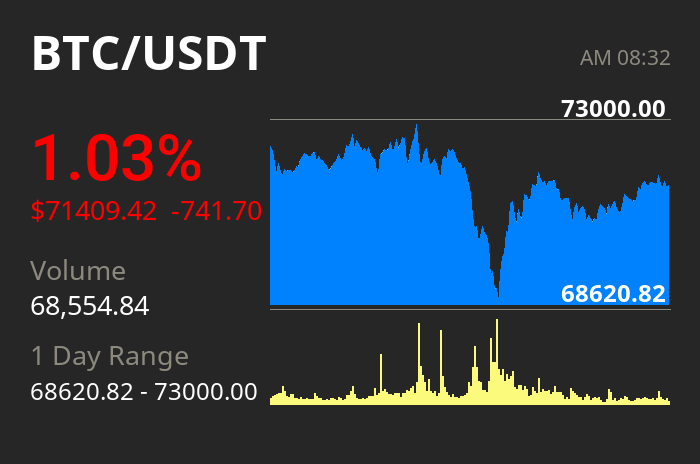 BTC/USDT
AM 08:32
73000.00
1.03%
$71409.42 -741.70
Volume
68,554.84
68620.82
1 Day Range
68620.82 - 73000.00